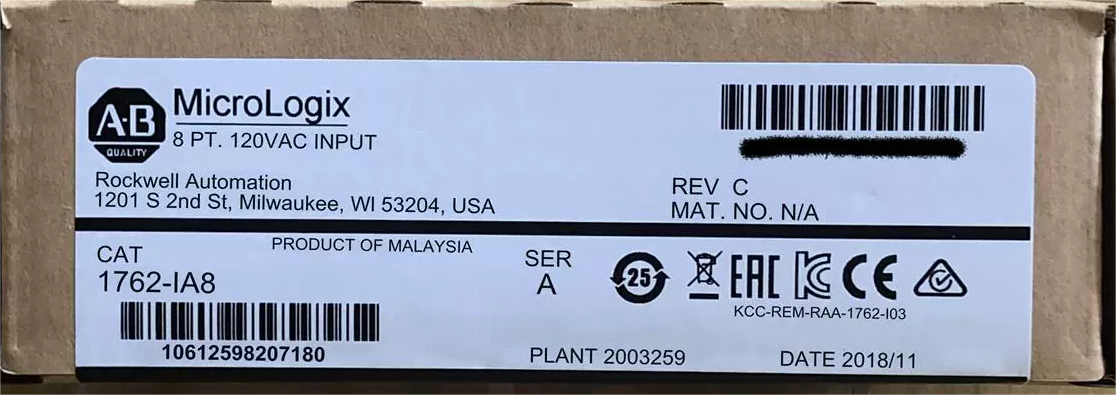 A·B
QUALITY
MicroLogix
8 PT. 120VAC INPUT
Rockwell Automation
1201 S 2nd St, Milwaukee, WI 53204, USA
REV C
MAT. NO. N/A
CAT
1762-IA8
PRODUCT OF MALAYSIA
SER
A
25
EAC
KC
CE
KCC-REM-RAA-1762-I03
10612598207180
PLANT 2003259
DATE 2018/11